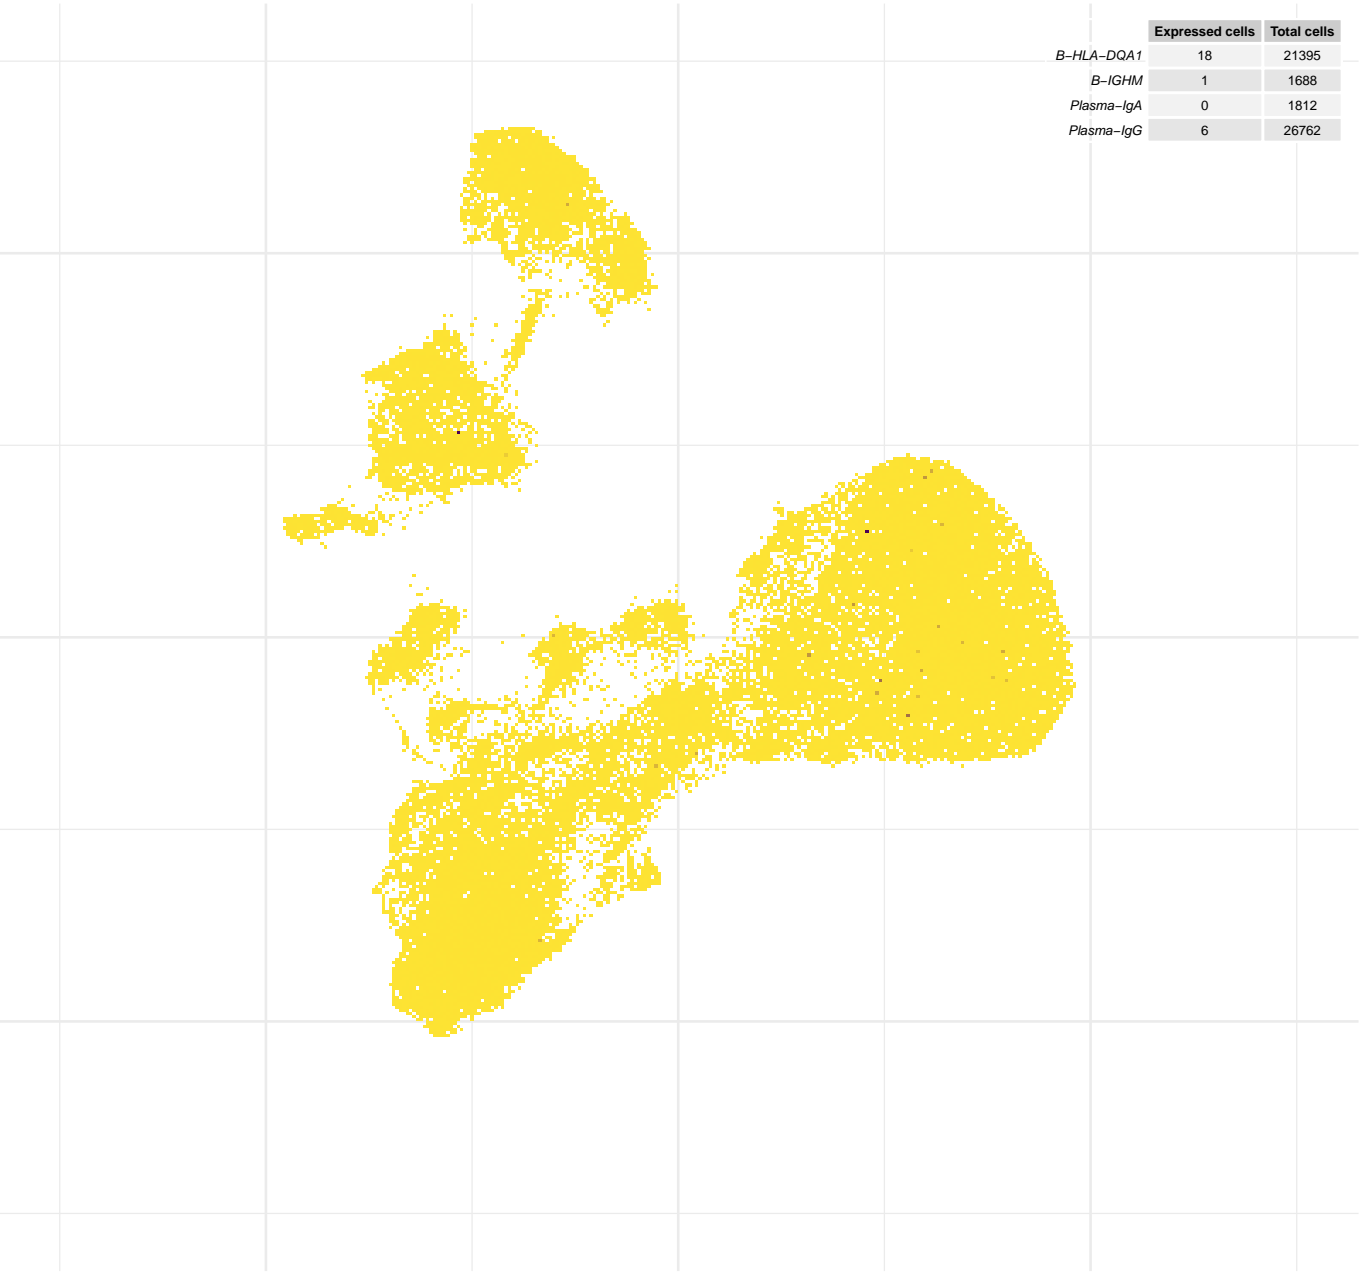 Expressed cells Total cells
B−HLA−DQA1 18 21395
B−IGHM 1 1688
Plasma−IgA 0 1812
Plasma−IgG 6 26762